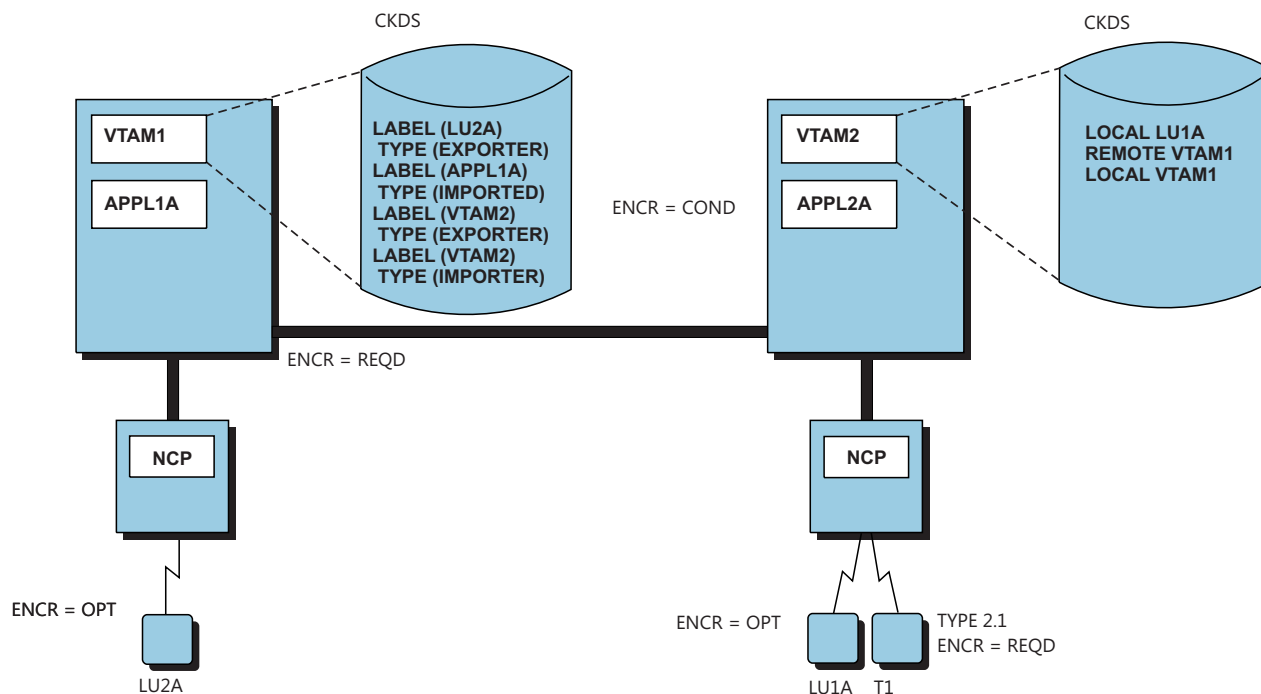 CKDS
CKDS
VTAM1
APPL1A
LABEL (LU2A)
TYPE (EXPORTER)
LABEL (APPL1A)
TYPE (IMPORTED)
LABEL (VTAM2)
TYPE (EXPORTER)
LABEL (VTAM2)
TYPE (IMPORTER)
ENCR = COND
VTAM2
APPL2A
LOCAL LU1A
REMOTE VTAM1
LOCAL VTAM1
ENCR = REQD
NCP
NCP
ENCR = OPT
LU2A
ENCR = OPT
TYPE 2.1
ENCR = REQD
LU1A
T1